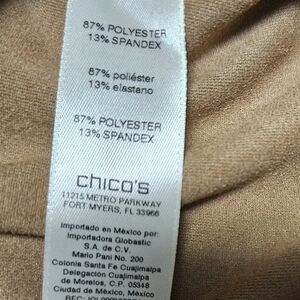 87% POLYESTER
13% SPANDEX
87% poliéster
13% elastano
87% POLYESTER
13% SPANDEX
chico's
11215 METRO PARKWAY
FORT MYERS, FL 33966
Importado en México por:
Importadora Globastic
S.A. de C.V.
Mario Pani No. 200
Colonia Santa Fe Cuajimalpa
Delegación Cuajimalpa
de Morelos, C.P. 05348
Ciudad de México, México